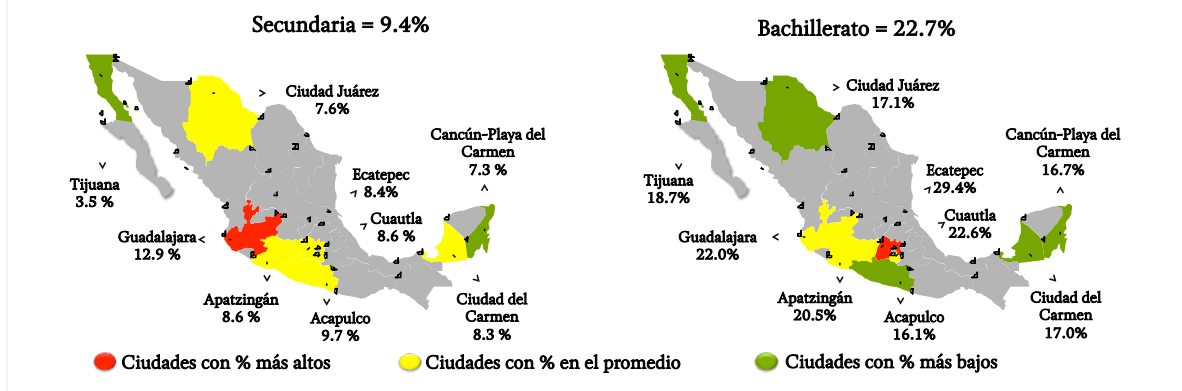 Secundaria = 9.4%
Ciudad Juárez
7.6%
Cancún-Playa del
Carmen
7.3 %
Ecatepec
8.4%
Tijuana
3.5 %
Cuautla
8.6 %
Guadalajara
12.9 %
Apatzingán
8.6 %
Acapulco
9.7 %
Ciudad del
Carmen
8.3 %
Bachillerato = 22.7%
Ciudad Juárez
17.1%
Cancún-Playa del
Carmen
16.7%
Ecatepec
29.4%
Tijuana
18.7%
Cuautla
22.6%
Guadalajara
22.0%
Apatzingán
20.5%
Acapulco
16.1%
Ciudad del
Carmen
17.0%
Ciudades con % más altos
Ciudades con % en el promedio
Ciudades con % más bajos